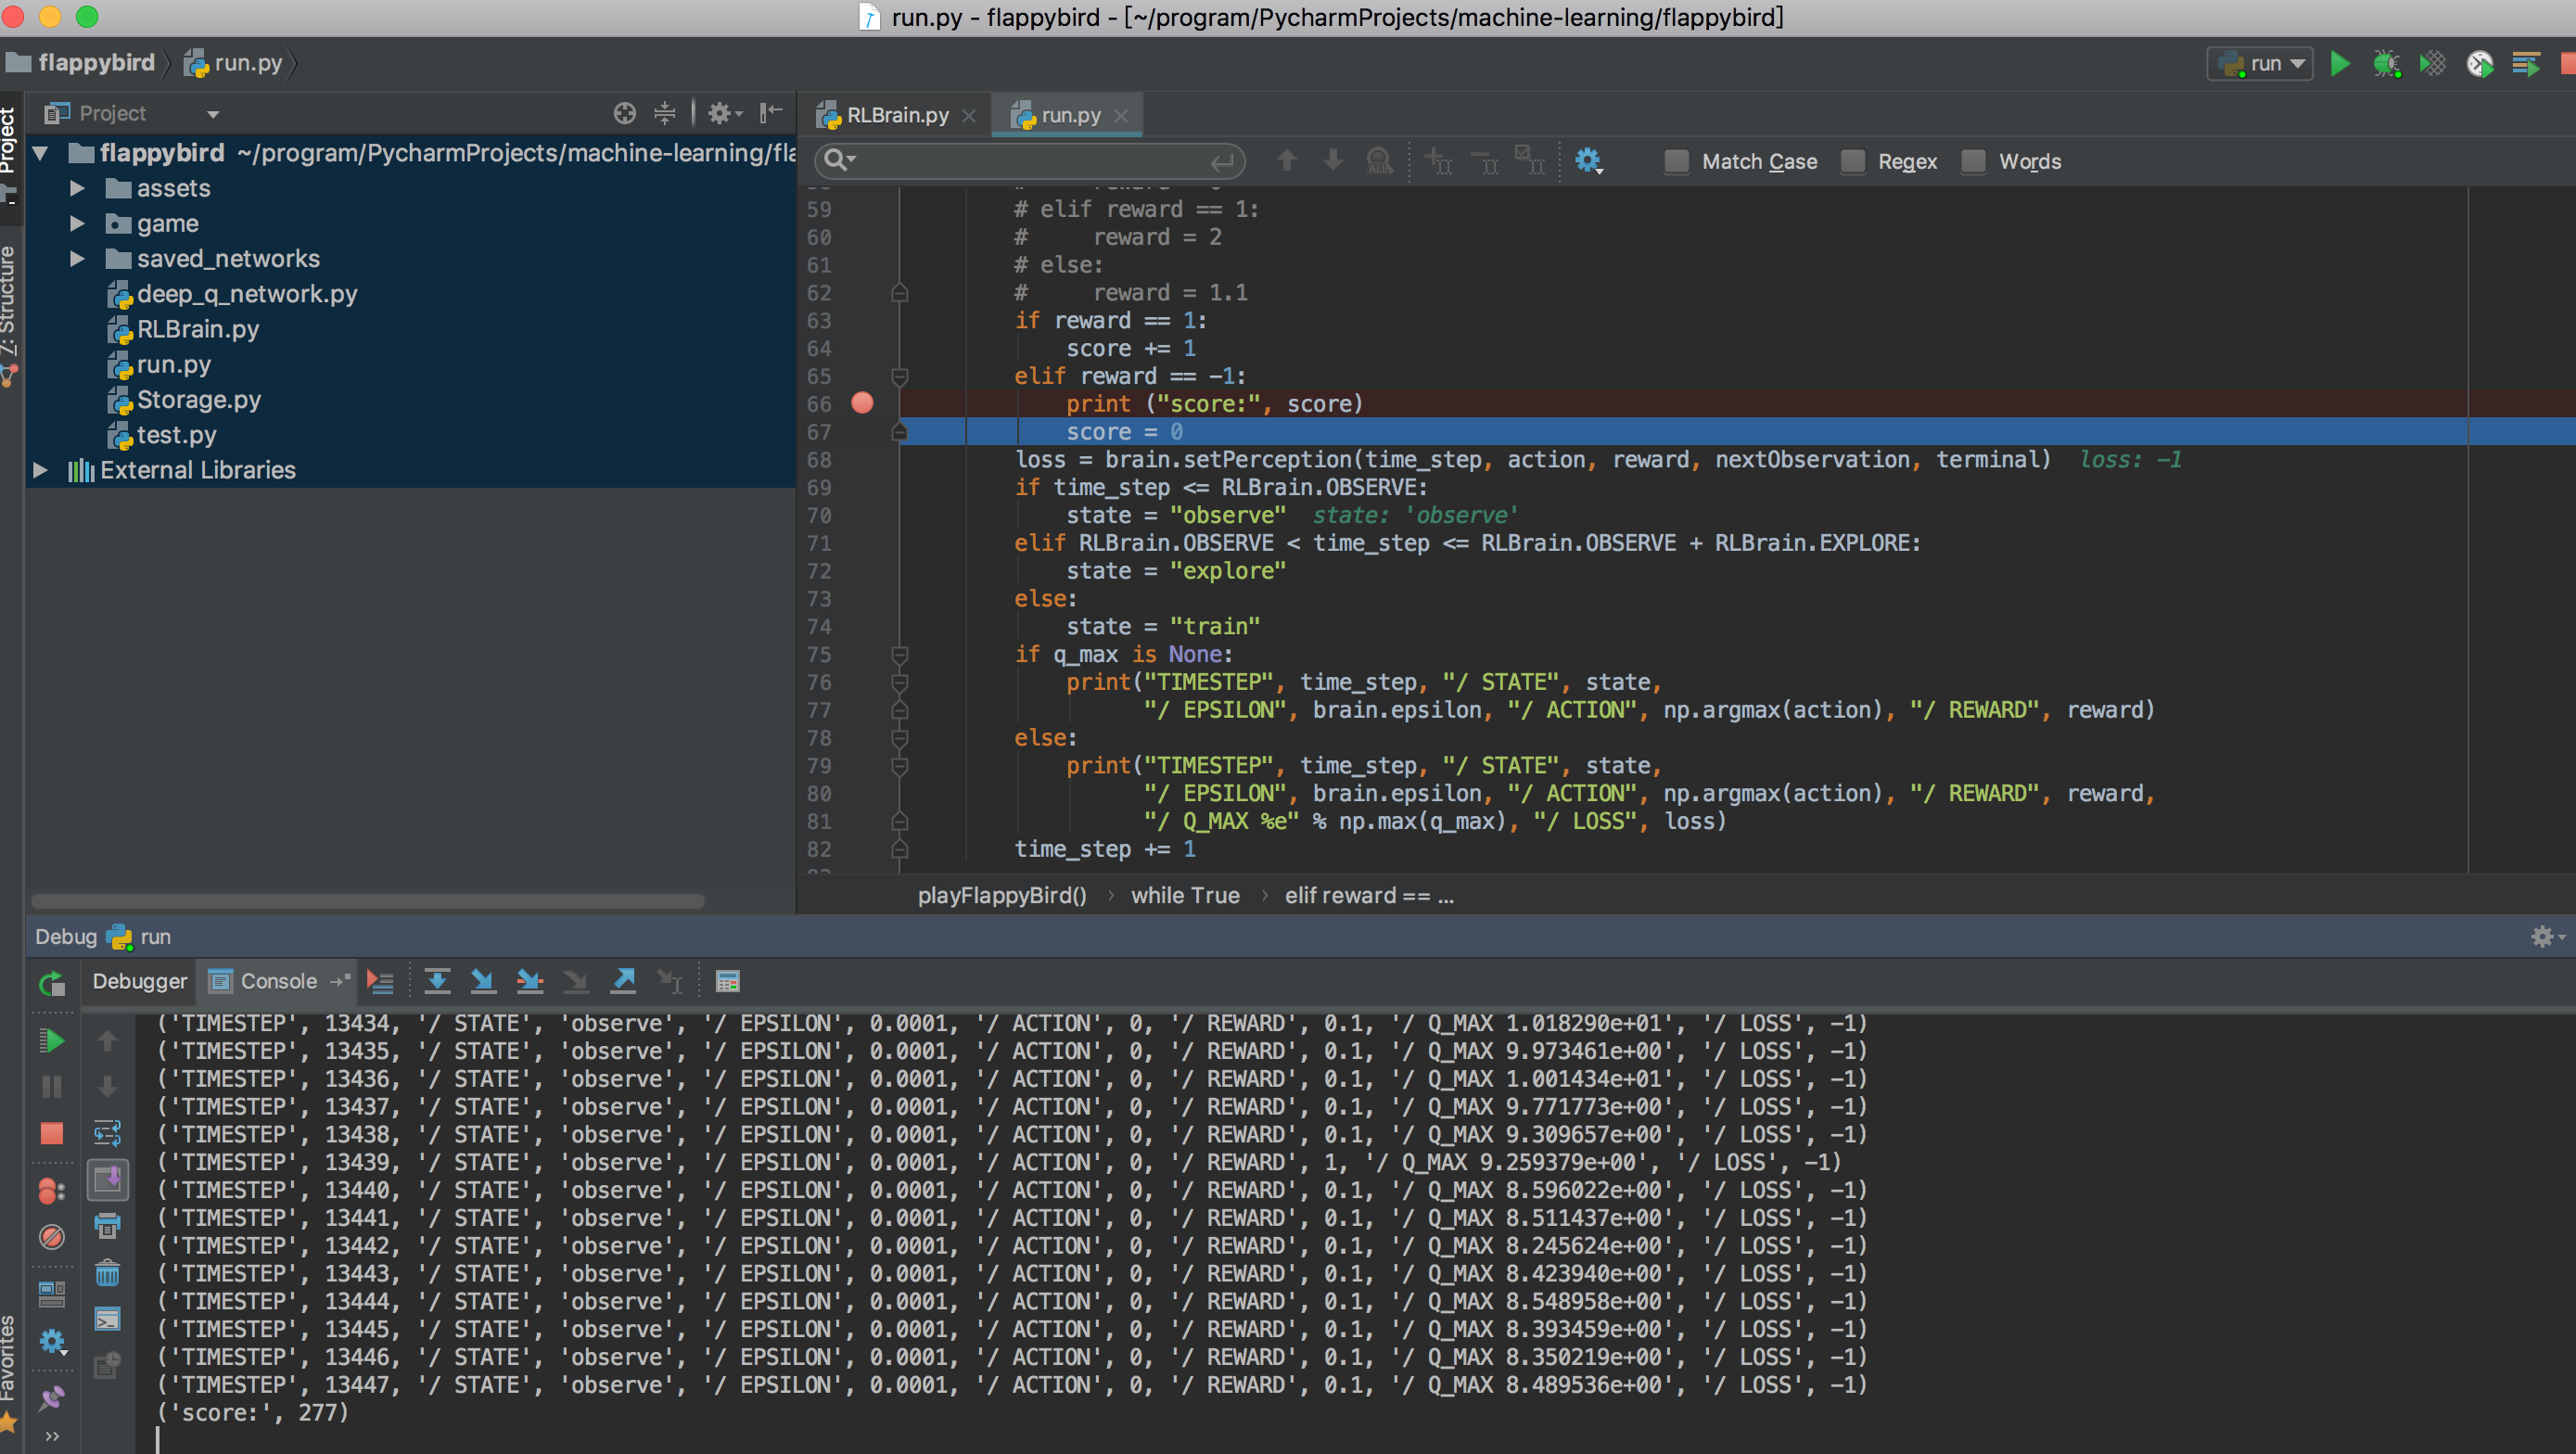 run.py - flappybird - [~/program/PycharmProjects/machine-learning/flappybird]
flappybird
run.py
run
Project
Z: Structure
Favorites
Project
flappybird ~/program/PycharmProjects/machine-learning/fla
assets
game
saved_networks
deep_q_network.py
RLBrain.py
run.py
Storage.py
test.py
External Libraries
RLBrain.py
run.py
Match Case
Regex
Words
59 # elif reward == 1:
60 #     reward = 2
61 # else:
62 #     reward = 1.1
63 if reward == 1:
64     score += 1
65 elif reward == -1:
66     print ("score:", score)
67     score = 0
68 loss = brain.setPerception(time_step, action, reward, nextObservation, terminal)  loss: -1
69 if time_step <= RLBrain.OBSERVE:
70     state = "observe"  state: 'observe'
71 elif RLBrain.OBSERVE < time_step <= RLBrain.OBSERVE + RLBrain.EXPLORE:
72     state = "explore"
73 else:
74     state = "train"
75 if q_max is None:
76     print("TIMESTEP", time_step, "/ STATE", state,
77           "/ EPSILON", brain.epsilon, "/ ACTION", np.argmax(action), "/ REWARD", reward)
78 else:
79     print("TIMESTEP", time_step, "/ STATE", state,
80           "/ EPSILON", brain.epsilon, "/ ACTION", np.argmax(action), "/ REWARD", reward,
81           "/ Q_MAX %e" % np.max(q_max), "/ LOSS", loss)
82 time_step += 1
playFlappyBird() › while True › elif reward == ...
Debug run
Debugger
Console
('TIMESTEP', 13434, '/ STATE', 'observe', '/ EPSILON', 0.0001, '/ ACTION', 0, '/ REWARD', 0.1, '/ Q_MAX 1.018290e+01', '/ LOSS', -1)
('TIMESTEP', 13435, '/ STATE', 'observe', '/ EPSILON', 0.0001, '/ ACTION', 0, '/ REWARD', 0.1, '/ Q_MAX 9.973461e+00', '/ LOSS', -1)
('TIMESTEP', 13436, '/ STATE', 'observe', '/ EPSILON', 0.0001, '/ ACTION', 0, '/ REWARD', 0.1, '/ Q_MAX 1.001434e+01', '/ LOSS', -1)
('TIMESTEP', 13437, '/ STATE', 'observe', '/ EPSILON', 0.0001, '/ ACTION', 0, '/ REWARD', 0.1, '/ Q_MAX 9.771773e+00', '/ LOSS', -1)
('TIMESTEP', 13438, '/ STATE', 'observe', '/ EPSILON', 0.0001, '/ ACTION', 0, '/ REWARD', 0.1, '/ Q_MAX 9.309657e+00', '/ LOSS', -1)
('TIMESTEP', 13439, '/ STATE', 'observe', '/ EPSILON', 0.0001, '/ ACTION', 0, '/ REWARD', 1, '/ Q_MAX 9.259379e+00', '/ LOSS', -1)
('TIMESTEP', 13440, '/ STATE', 'observe', '/ EPSILON', 0.0001, '/ ACTION', 0, '/ REWARD', 0.1, '/ Q_MAX 8.596022e+00', '/ LOSS', -1)
('TIMESTEP', 13441, '/ STATE', 'observe', '/ EPSILON', 0.0001, '/ ACTION', 0, '/ REWARD', 0.1, '/ Q_MAX 8.511437e+00', '/ LOSS', -1)
('TIMESTEP', 13442, '/ STATE', 'observe', '/ EPSILON', 0.0001, '/ ACTION', 0, '/ REWARD', 0.1, '/ Q_MAX 8.245624e+00', '/ LOSS', -1)
('TIMESTEP', 13443, '/ STATE', 'observe', '/ EPSILON', 0.0001, '/ ACTION', 0, '/ REWARD', 0.1, '/ Q_MAX 8.423940e+00', '/ LOSS', -1)
('TIMESTEP', 13444, '/ STATE', 'observe', '/ EPSILON', 0.0001, '/ ACTION', 0, '/ REWARD', 0.1, '/ Q_MAX 8.548958e+00', '/ LOSS', -1)
('TIMESTEP', 13445, '/ STATE', 'observe', '/ EPSILON', 0.0001, '/ ACTION', 0, '/ REWARD', 0.1, '/ Q_MAX 8.393459e+00', '/ LOSS', -1)
('TIMESTEP', 13446, '/ STATE', 'observe', '/ EPSILON', 0.0001, '/ ACTION', 0, '/ REWARD', 0.1, '/ Q_MAX 8.350219e+00', '/ LOSS', -1)
('TIMESTEP', 13447, '/ STATE', 'observe', '/ EPSILON', 0.0001, '/ ACTION', 0, '/ REWARD', 0.1, '/ Q_MAX 8.489536e+00', '/ LOSS', -1)
('score:', 277)